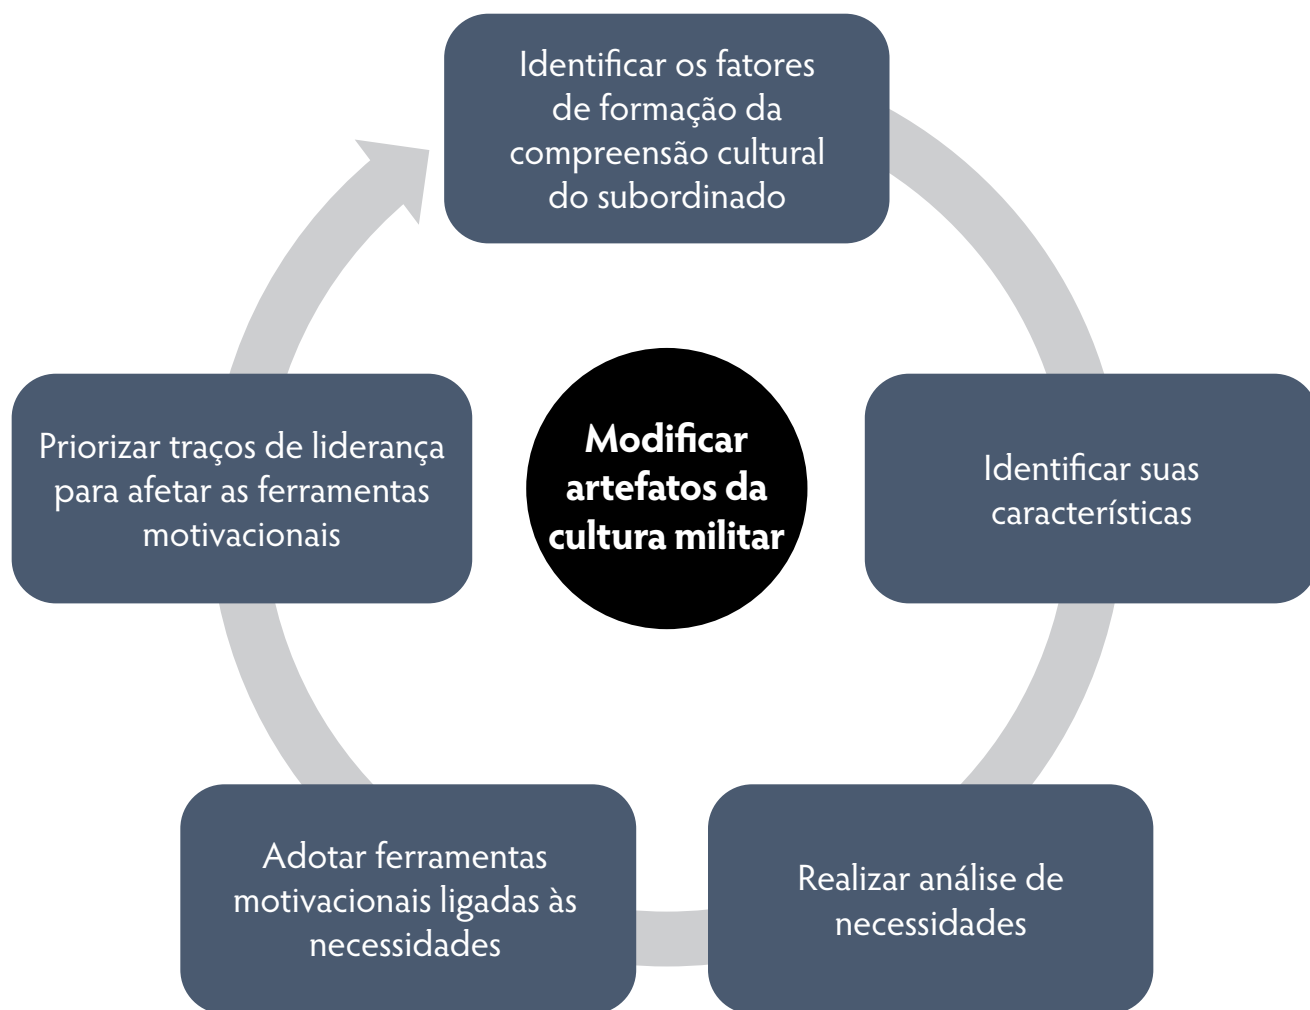 Identificar os fatores
de formação da
compreensão cultural
do subordinado
Priorizar traços de liderança
para afetar as ferramentas
motivacionais
Modificar
artefatos da
cultura militar
Identificar suas
características
Adotar ferramentas
motivacionais ligadas às
necessidades
Realizar análise de
necessidades